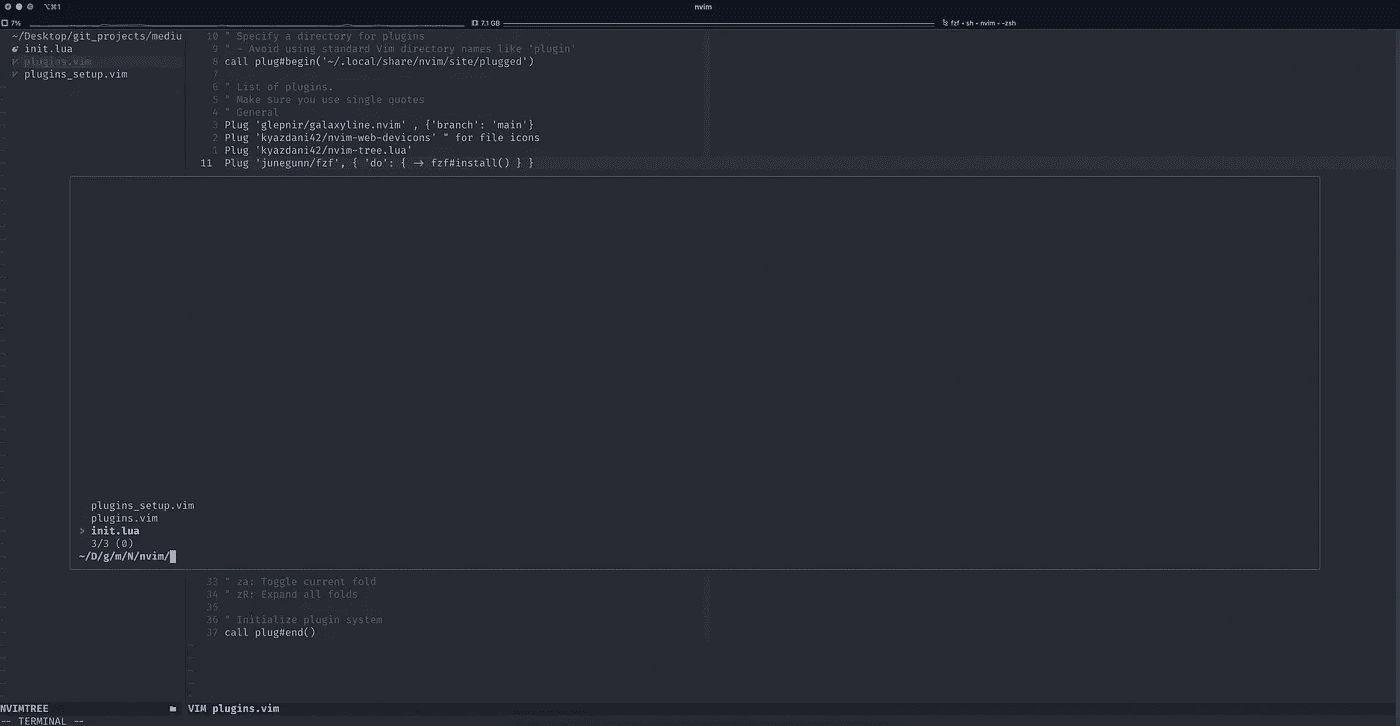 ⌥⌘1
nvim
7%
7.1 GB
fzf • sh • nvim • -zsh
~/Desktop/git_projects/mediu
init.lua
plugins.vim
plugins_setup.vim
10 " Specify a directory for plugins
9 " - Avoid using standard Vim directory names like 'plugin'
8 call plug#begin('~/.local/share/nvim/site/plugged')
7
6 " List of plugins.
5 " Make sure you use single quotes
4 " General
3 Plug 'glepnir/galaxyline.nvim' , {'branch': 'main'}
2 Plug 'kyazdani42/nvim-web-devicons' " for file icons
1 Plug 'kyazdani42/nvim-tree.lua'
11 Plug 'junegunn/fzf', { 'do': { -> fzf#install() } }
plugins_setup.vim
plugins.vim
> init.lua
3/3 (0)
~/D/g/m/N/nvim/
33 " za: Toggle current fold
34 " zR: Expand all folds
35
36 " Initialize plugin system
37 call plug#end()
NVIMTREE
VIM plugins.vim
-- TERMINAL --